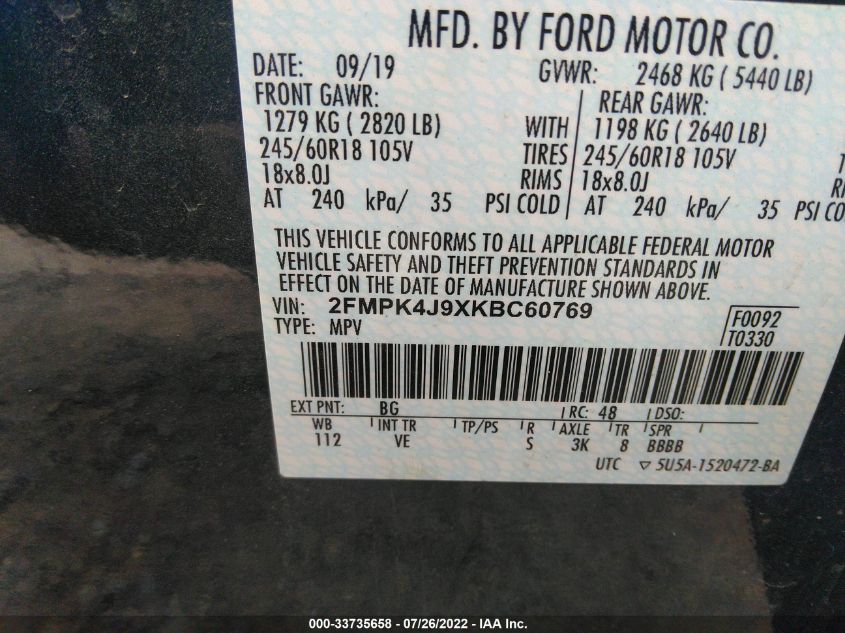 MFD. BY FORD MOTOR CO.
DATE: 09/19 GVWR: 2468 KG ( 5440 LB)
FRONT GAWR: REAR GAWR:
1279 KG ( 2820 LB) WITH 1198 KG ( 2640 LB)
245/60R18 105V TIRES 245/60R18 105V
18x8.0J RIMS 18x8.0J
AT 240 kPa/ 35 PSI COLD AT 240 kPa/ 35 PSI CO
THIS VEHICLE CONFORMS TO ALL APPLICABLE FEDERAL MOTOR
VEHICLE SAFETY AND THEFT PREVENTION STANDARDS IN
EFFECT ON THE DATE OF MANUFACTURE SHOWN ABOVE.
VIN: 2FMPK4J9XKBC60769
TYPE: MPV
F0092
T0330
EXT PNT: BG RC: 48 DSO:
WB INT TR TP/PS R AXLE TR SPR
112 VE S 3K 8 BBBB
UTC ▽ 5U5A-1520472-BA
000-33735658 - 07/26/2022 - IAA Inc.